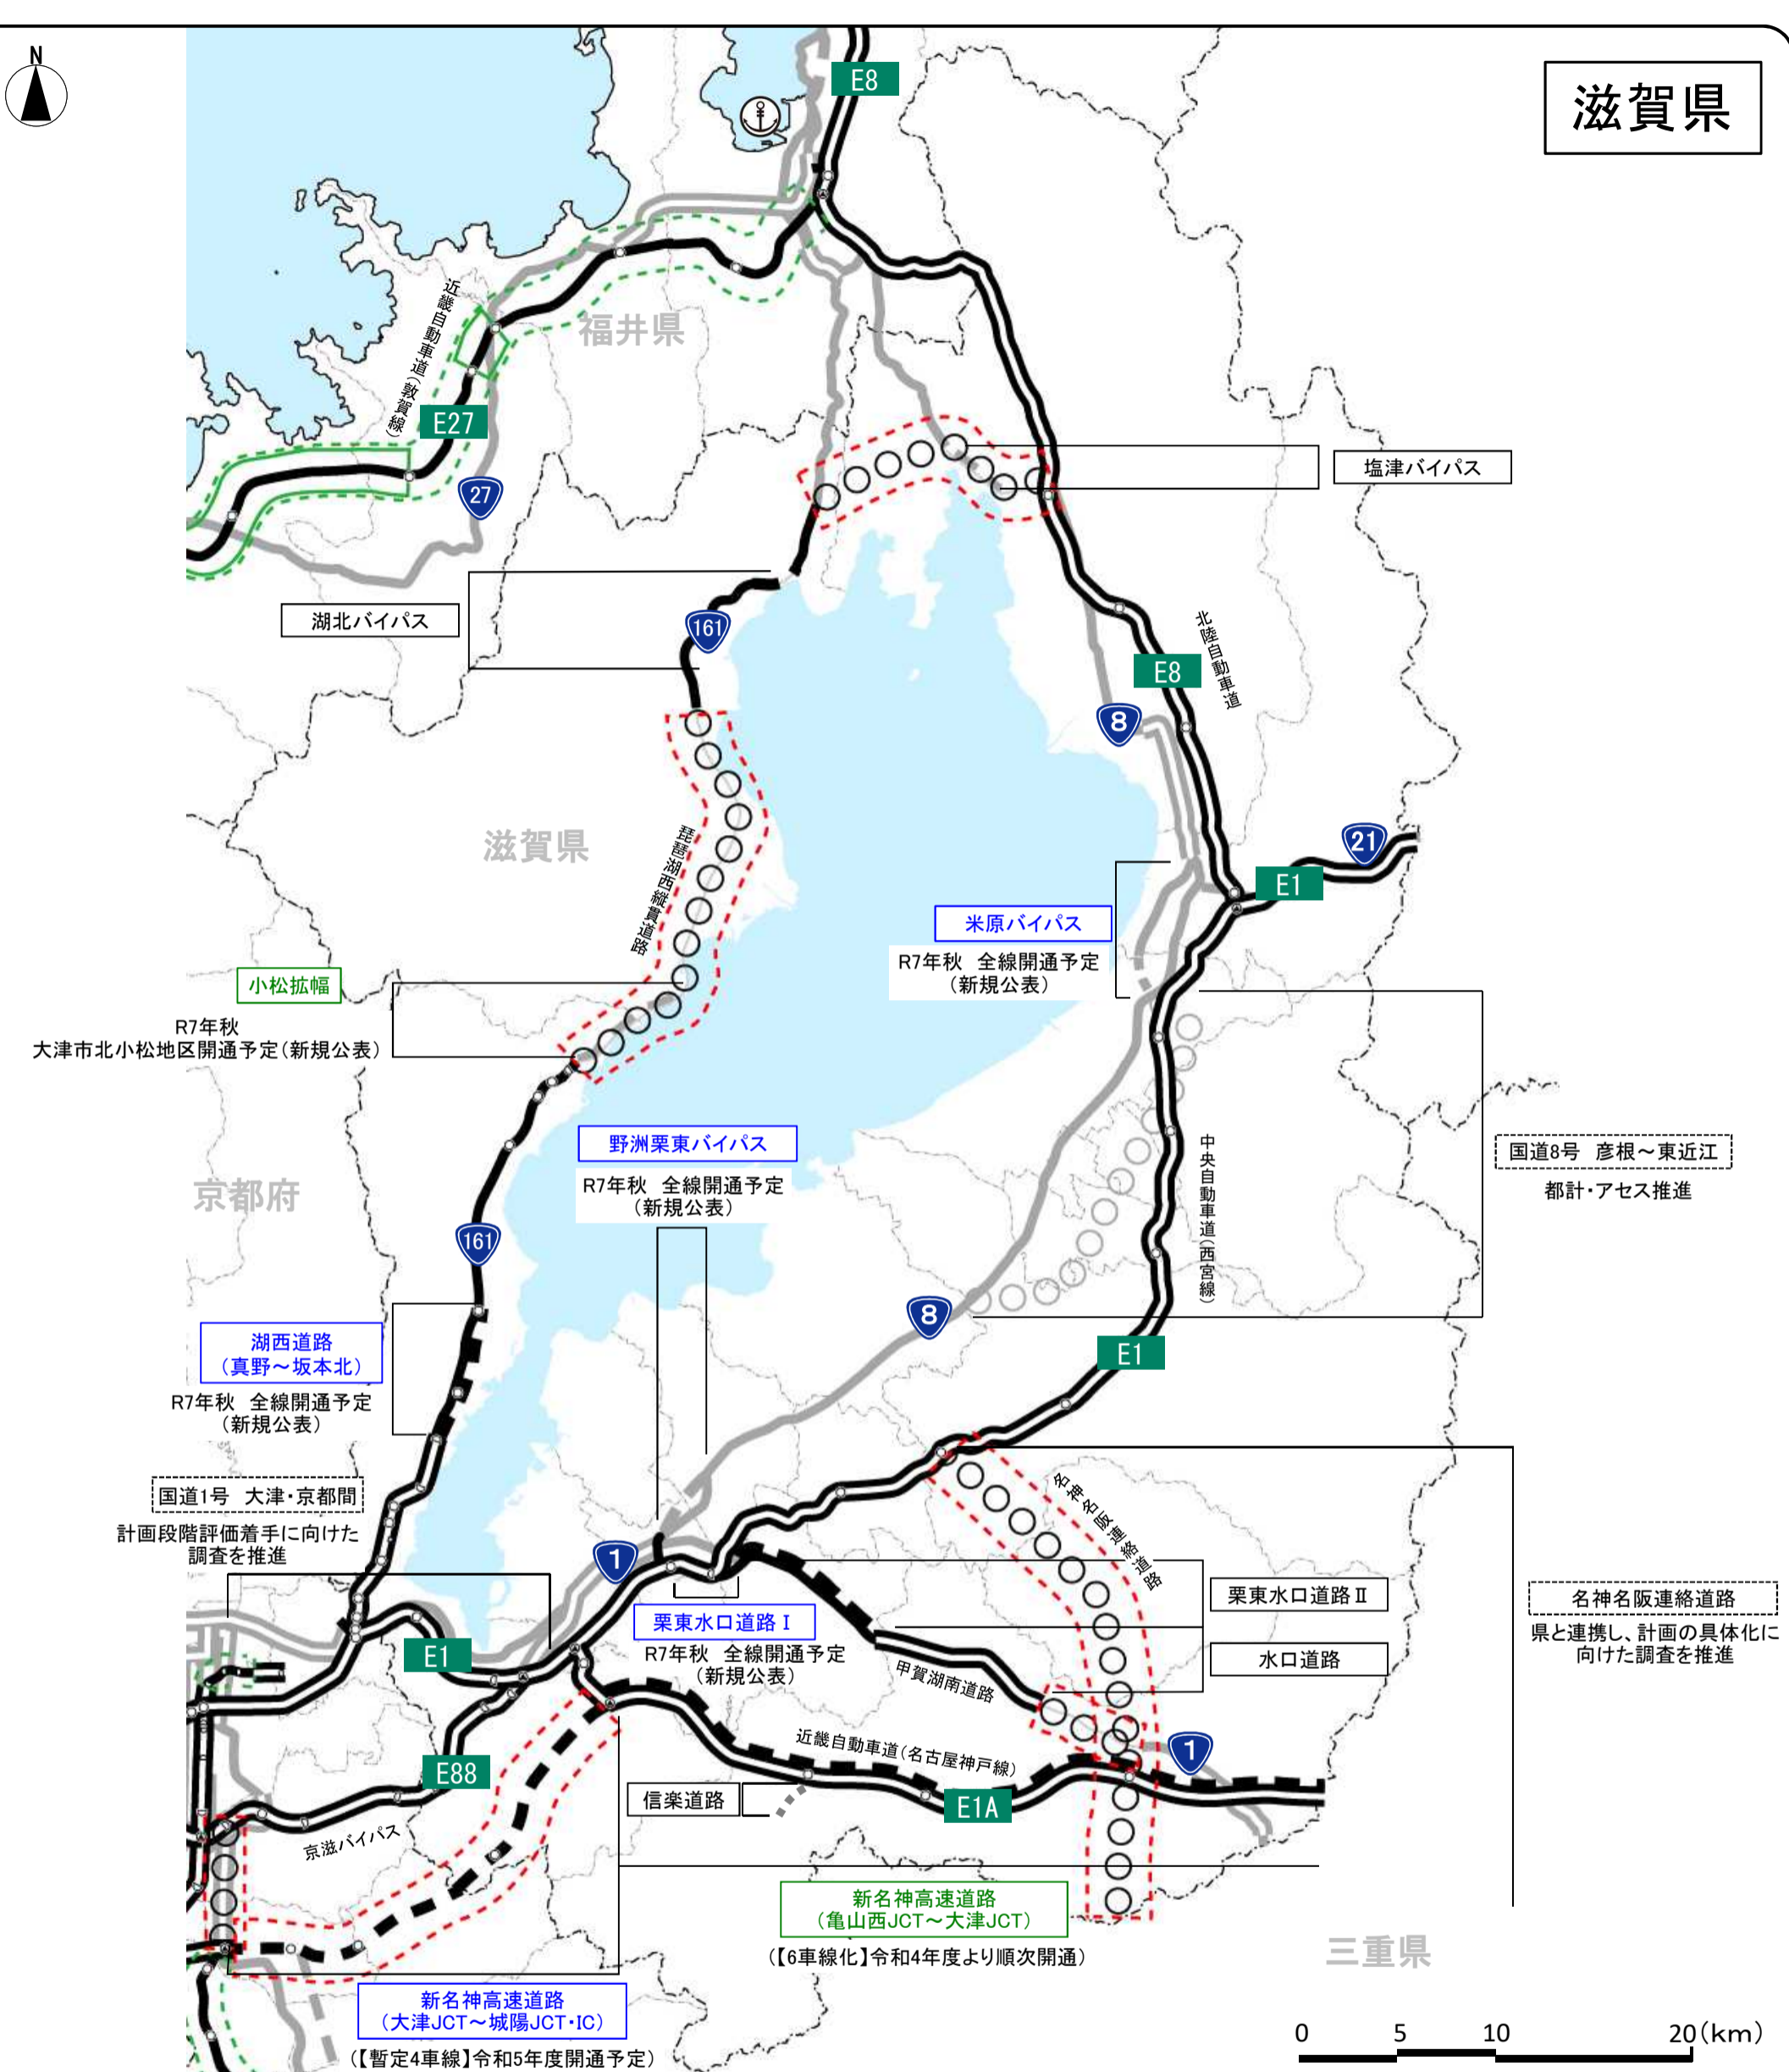 N
滋賀県
E8
近畿自動車道(敦賀線)
福井県
E27
27
塩津バイパス
湖北バイパス
161
北陸自動車道
E8
8
滋賀県
琵琶湖西縦貫道路
21
E1
米原バイパス
R7年秋 全線開通予定
(新規公表)
小松拡幅
R7年秋
大津市北小松地区開通予定(新規公表)
野洲栗東バイパス
R7年秋 全線開通予定
(新規公表)
京都府
161
中央自動車道(西宮線)
国道8号 彦根～東近江
都計・アセス推進
8
E1
湖西道路
(真野～坂本北)
R7年秋 全線開通予定
(新規公表)
国道1号 大津・京都間
計画段階評価着手に向けた
調査を推進
名神名阪連絡道路
1
栗東水口道路Ⅰ
R7年秋 全線開通予定
(新規公表)
栗東水口道路Ⅱ
水口道路
名神名阪連絡道路
県と連携し、計画の具体化に
向けた調査を推進
E1
甲賀湖南道路
近畿自動車道(名古屋神戸線)
1
E88
信楽道路
E1A
京滋バイパス
新名神高速道路
(亀山西JCT～大津JCT)
(【6車線化】令和4年度より順次開通)
三重県
新名神高速道路
(大津JCT～城陽JCT・IC)
(【暫定4車線】令和5年度開通予定)
0 5 10 20(km)